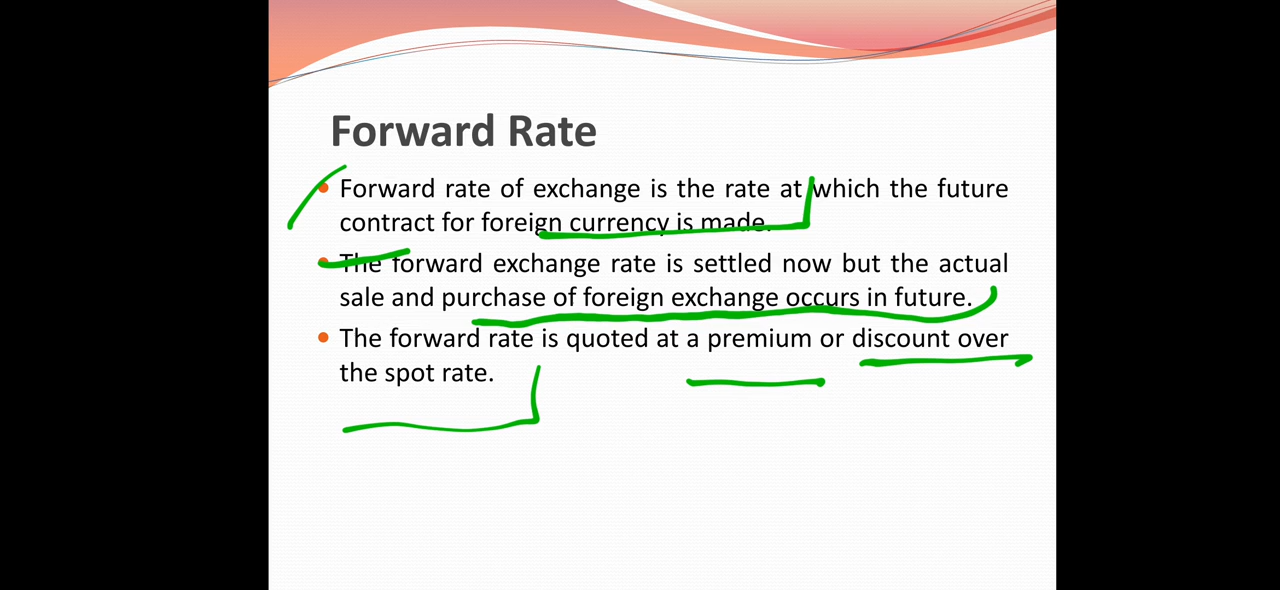 Forward Rate
Forward rate of exchange is the rate at which the future
contract for foreign currency is made.
The forward exchange rate is settled now but the actual
sale and purchase of foreign exchange occurs in future.
The forward rate is quoted at a premium or discount over
the spot rate.